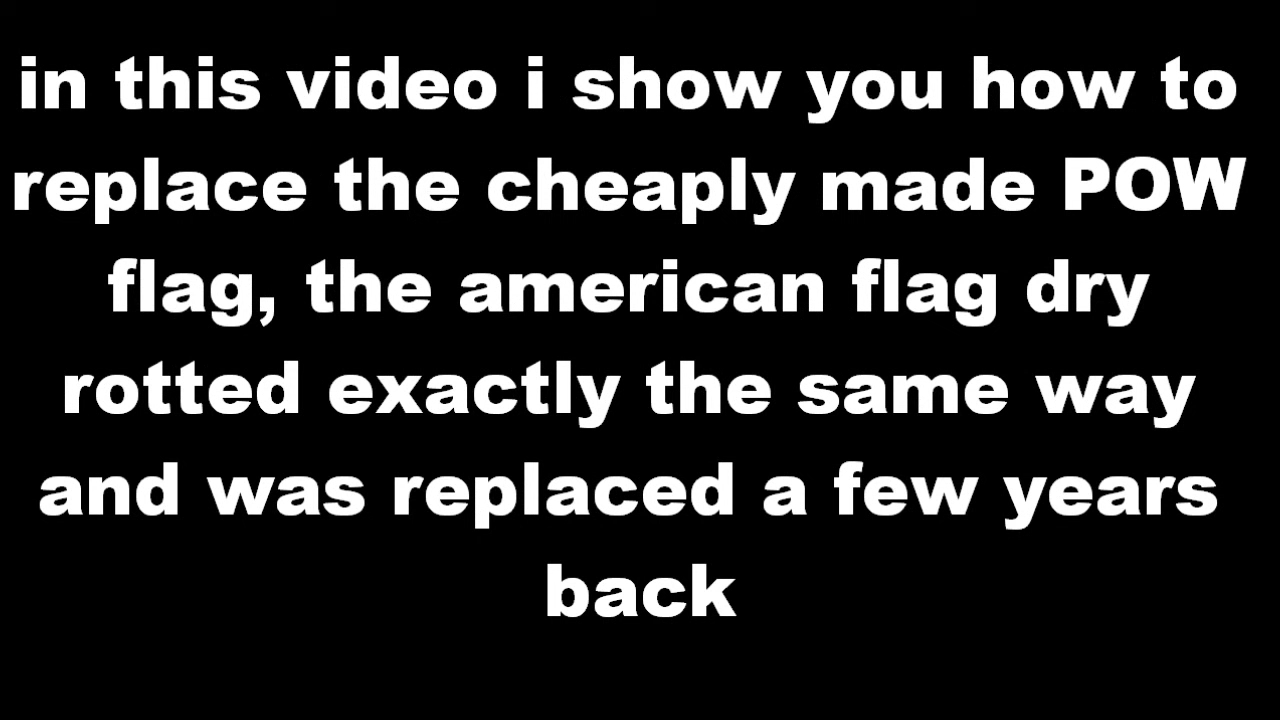 in this video i show you how to
replace the cheaply made POW
flag, the american flag dry
rotted exactly the same way
and was replaced a few years
back